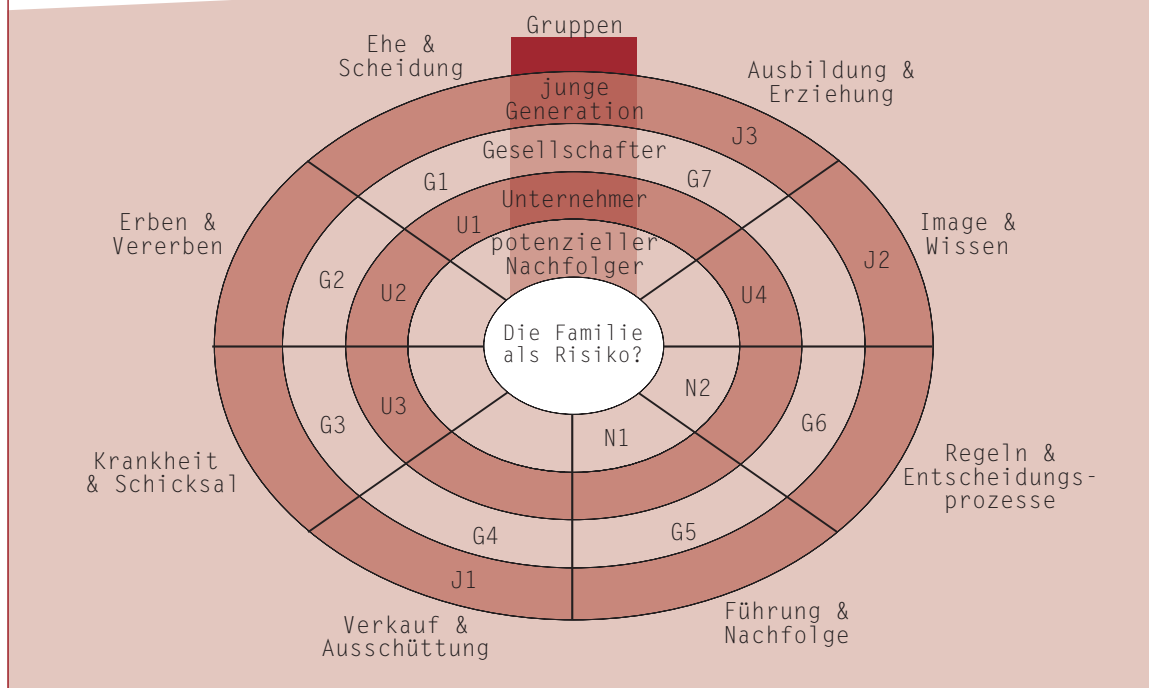 Gruppen
Ehe &
Scheidung
Ausbildung &
Erziehung
junge
Generation
J3
Gesellschafter
G1
G7
Unternehmer
U1
potenzieller
Nachfolger
Erben &
Vererben
Image &
Wissen
G2
U2
U4
J2
Die Familie
als Risiko?
G3
U3
N2
N1
G6
Krankheit
& Schicksal
Regeln &
Entscheidungs-
prozesse
G4
G5
J1
Verkauf &
Ausschüttung
Führung &
Nachfolge